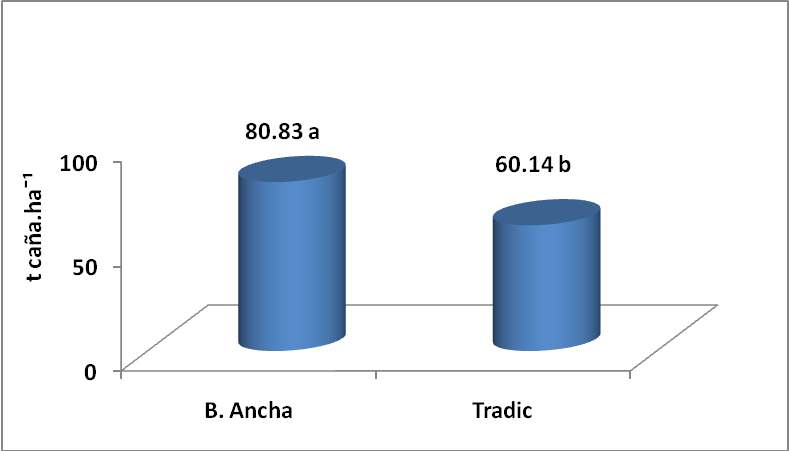 80.83 a
60.14 b
t caña.ha⁻¹
100
50
0
B. Ancha
Tradic